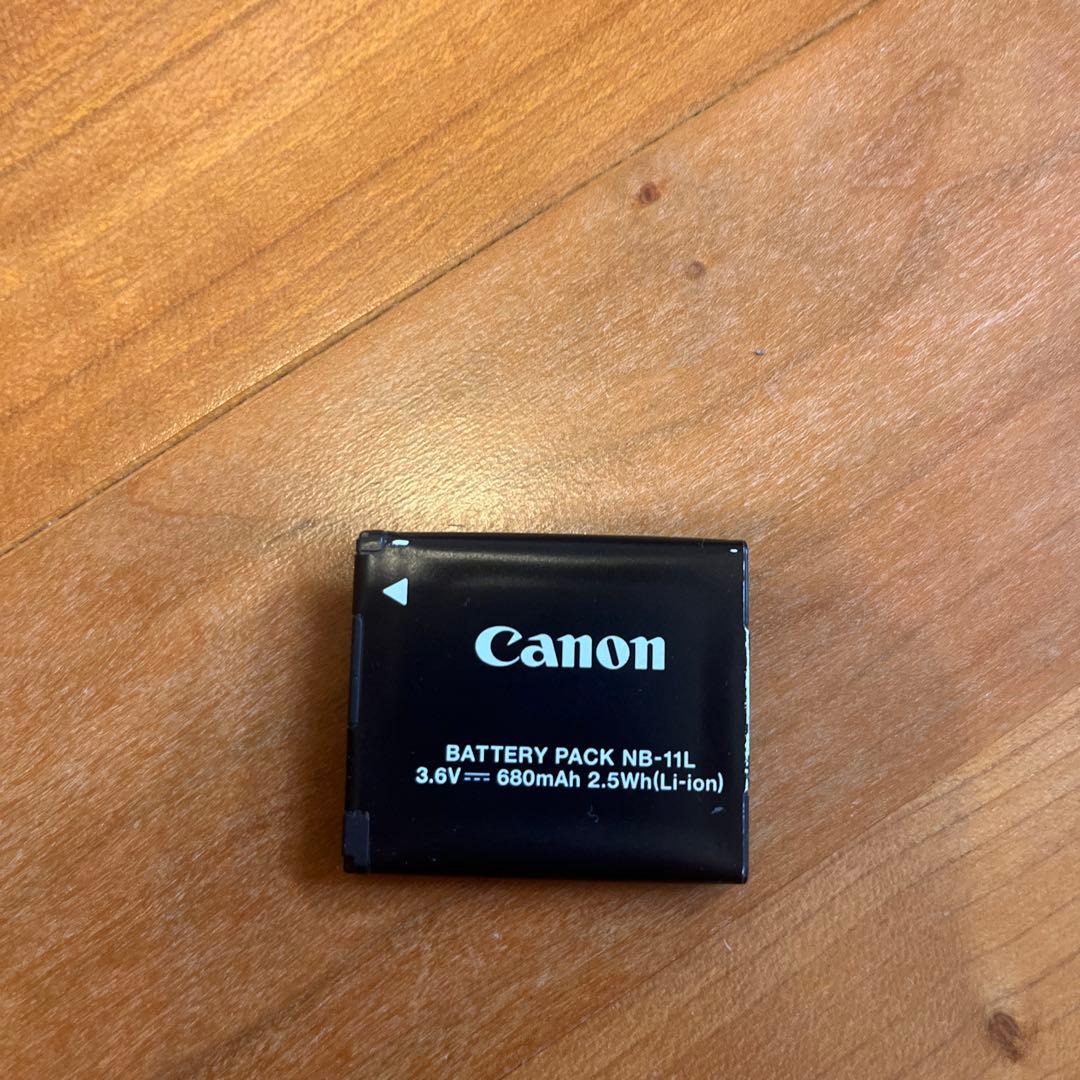 Canon
BATTERY PACK NB-11L
3.6V⎓ 680mAh 2.5Wh(Li-ion)